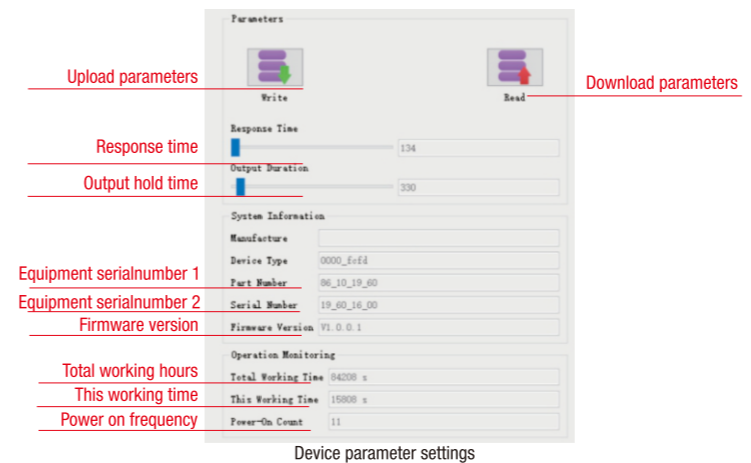 Parameters
Upload parameters
Write
Read
Download parameters
Response Time
Response time
134
Output Duration
Output hold time
330
System Information
Manufacture
Device Type 0000_fcfd
Equipment serialnumber 1
Part Number 86_10_19_60
Equipment serialnumber 2
Serial Number 19_60_16_00
Firmware version
Firmware Version V1.0.0.1
Operation Monitoring
Total working hours
Total Working Time 84208 s
This working time
This Working Time 15808 s
Power on frequency
Power-On Count 11
Device parameter settings